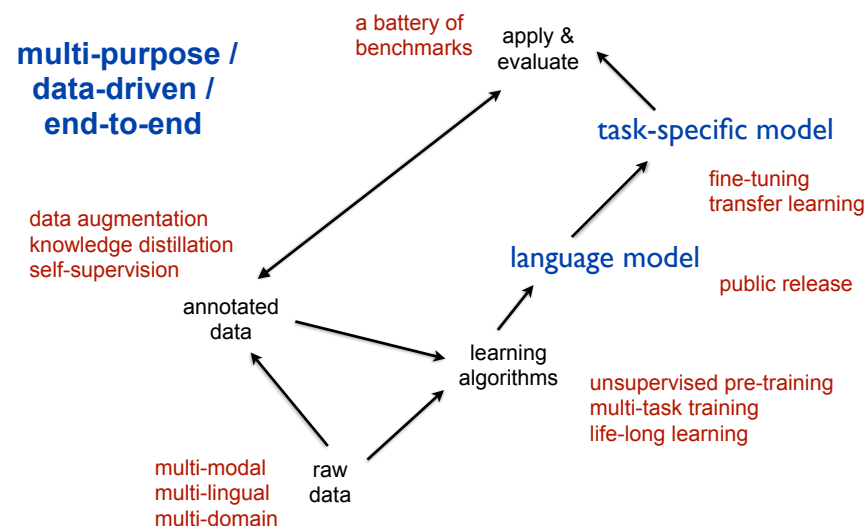 multi-purpose /
data-driven /
end-to-end
a battery of
benchmarks
apply &
evaluate
task-specific model
fine-tuning
transfer learning
data augmentation
knowledge distillation
self-supervision
language model
public release
annotated
data
learning
algorithms
unsupervised pre-training
multi-task training
life-long learning
multi-modal
multi-lingual
multi-domain
raw
data